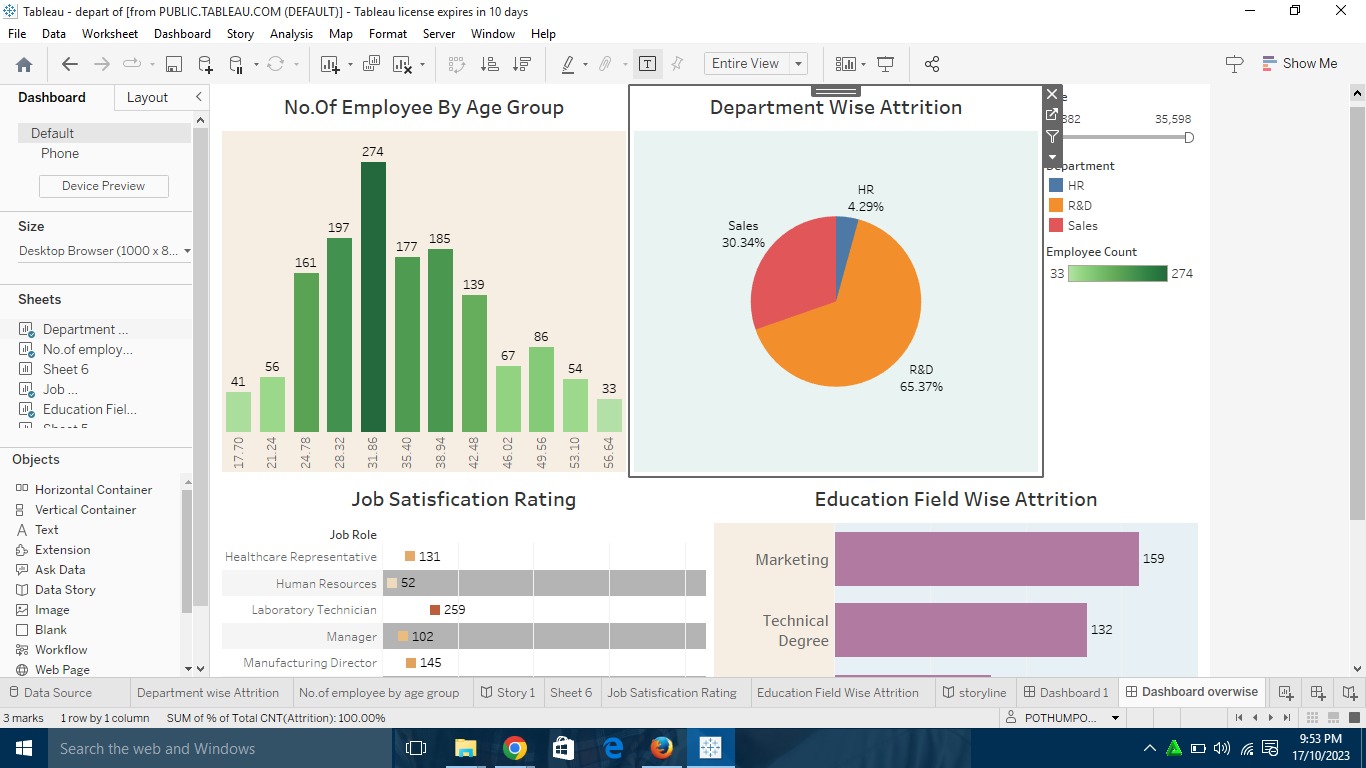 Tableau - depart of [from PUBLIC.TABLEAU.COM (DEFAULT)] - Tableau license expires in 10 days
File Data Worksheet Dashboard Story Analysis Map Format Server Window Help
Entire View
Show Me
Dashboard Layout
Default
Phone
Device Preview
Size
Desktop Browser (1000 x 8...
Sheets
Department ...
No.of employ...
Sheet 6
Job ...
Education Fiel...
Objects
Horizontal Container
Vertical Container
Text
Extension
Ask Data
Data Story
Image
Blank
Workflow
Web Page
No.Of Employee By Age Group
274
197
185
177
161
139
86
67
56
54
41
33
17.70 21.24 24.78 28.32 31.86 35.40 38.94 42.48 46.02 49.56 53.10 56.64
Department Wise Attrition
HR
4.29%
Sales
30.34%
R&D
65.37%
382 35,598
Department
HR
R&D
Sales
Employee Count
33 274
Job Satisfication Rating
Job Role
Healthcare Representative 131
Human Resources 52
Laboratory Technician 259
Manager 102
Manufacturing Director 145
Education Field Wise Attrition
Marketing 159
Technical
Degree 132
Data Source Department wise Attrition No.of employee by age group Story 1 Sheet 6 Job Satisfication Rating Education Field Wise Attrition storyline Dashboard 1 Dashboard overwise
3 marks 1 row by 1 column SUM of % of Total CNT(Attrition): 100.00% POTHUMPO...
Search the web and Windows
9:53 PM
17/10/2023